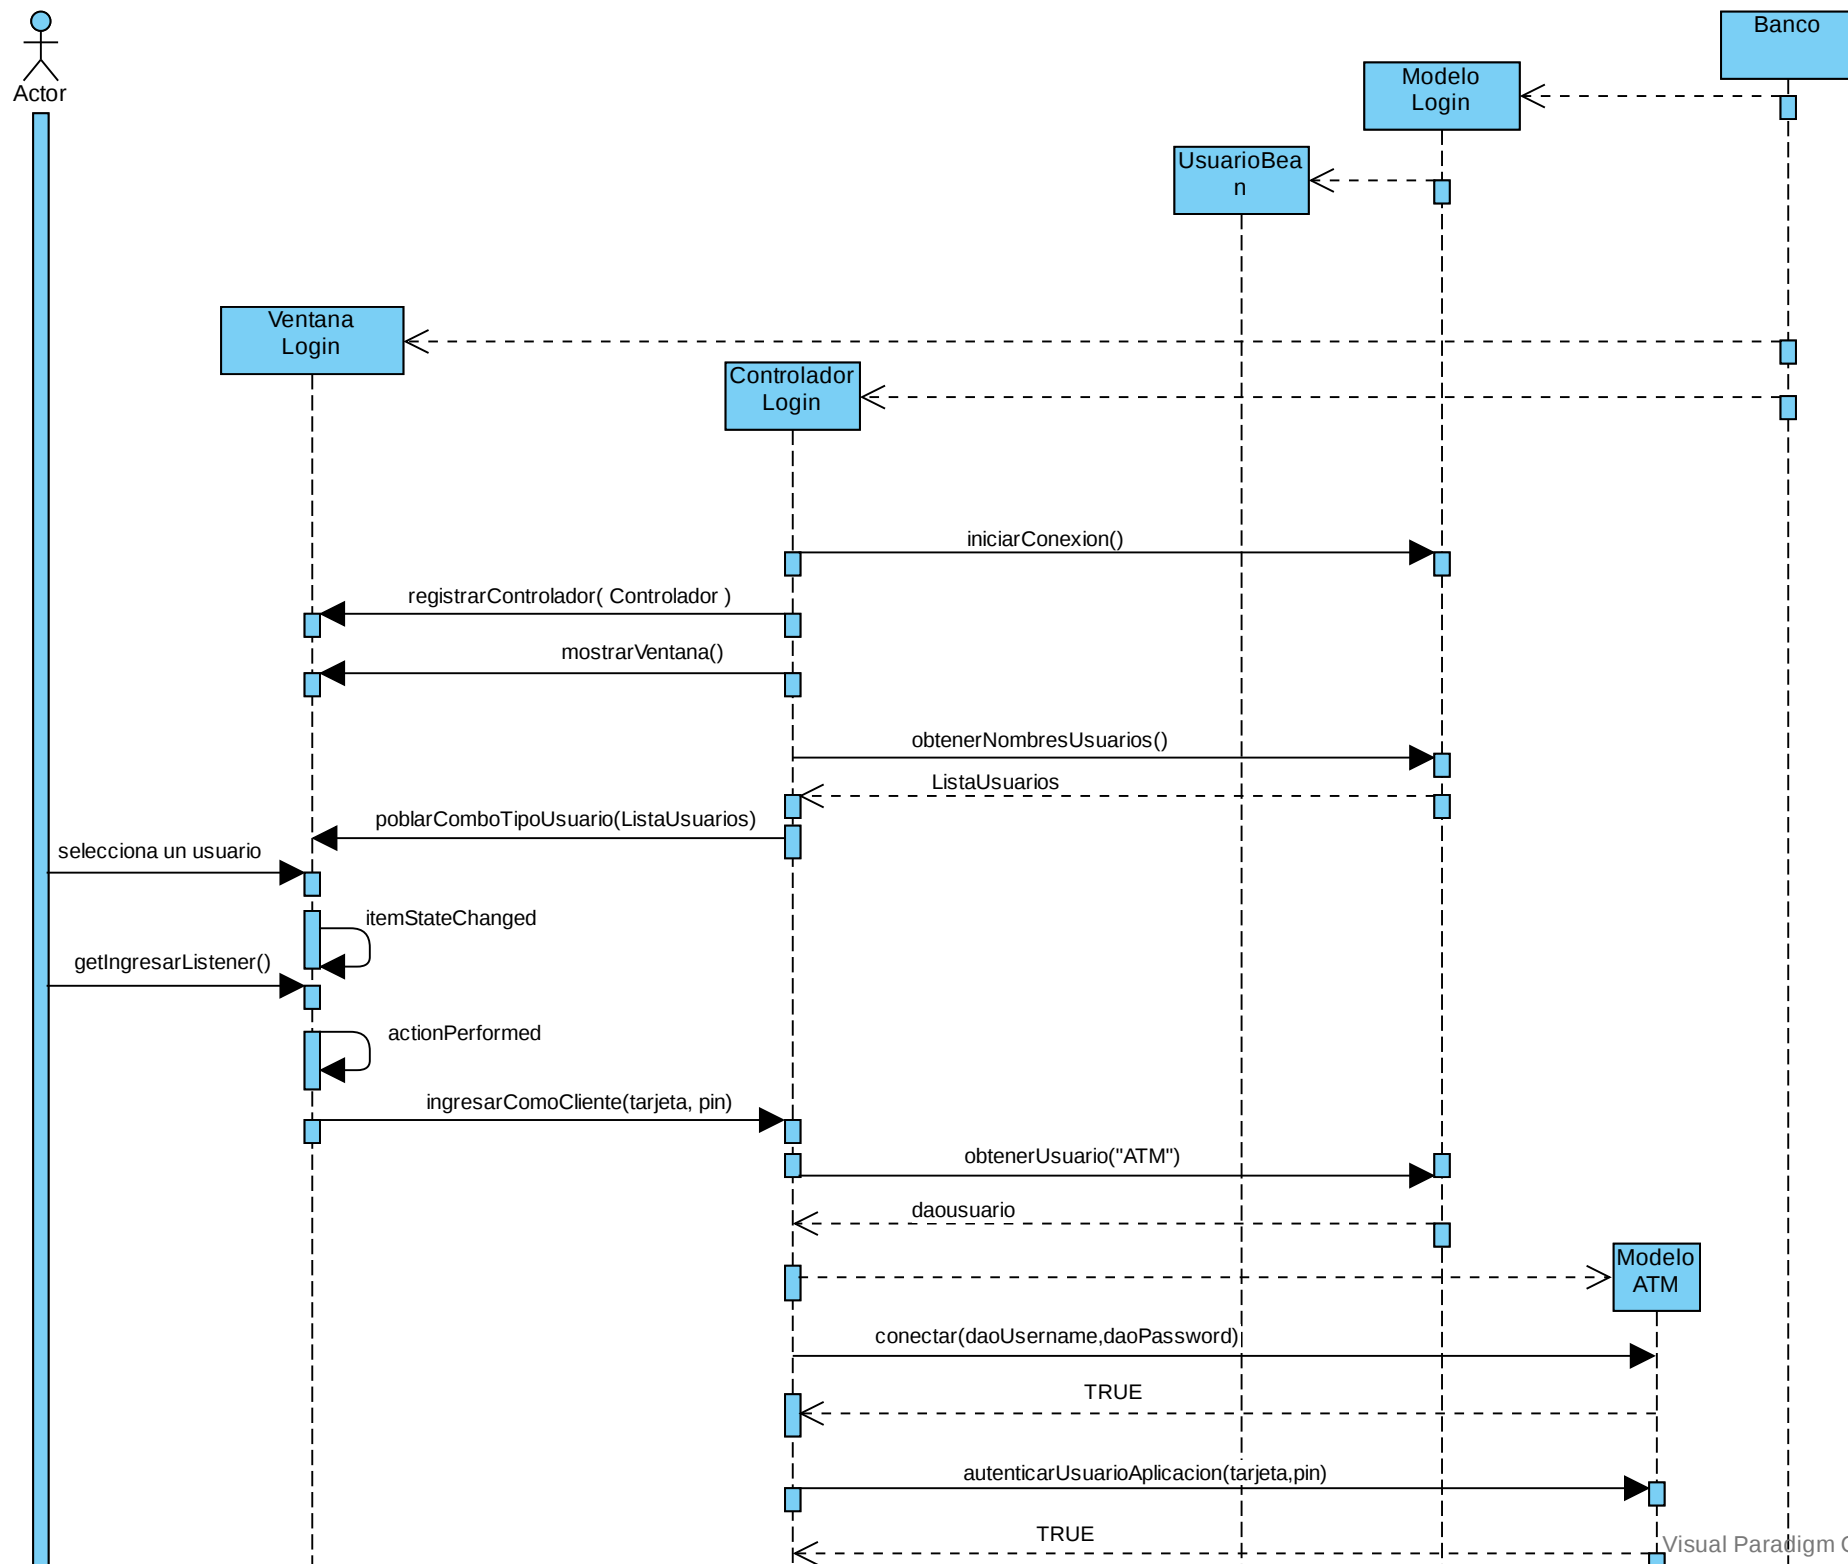 Banco
Modelo
Login
Actor
UsuarioBea
n
Ventana
Login
Controlador
Login
iniciarConexion()
registrarControlador( Controlador )
mostrarVentana()
obtenerNombresUsuarios()
ListaUsuarios
poblarComboTipoUsuario(ListaUsuarios)
selecciona un usuario
itemStateChanged
getIngresarListener()
actionPerformed
ingresarComoCliente(tarjeta, pin)
obtenerUsuario("ATM")
daousuario
Modelo
ATM
conectar(daoUsername,daoPassword)
TRUE
autenticarUsuarioAplicacion(tarjeta,pin)
TRUE
Visual Paradigm